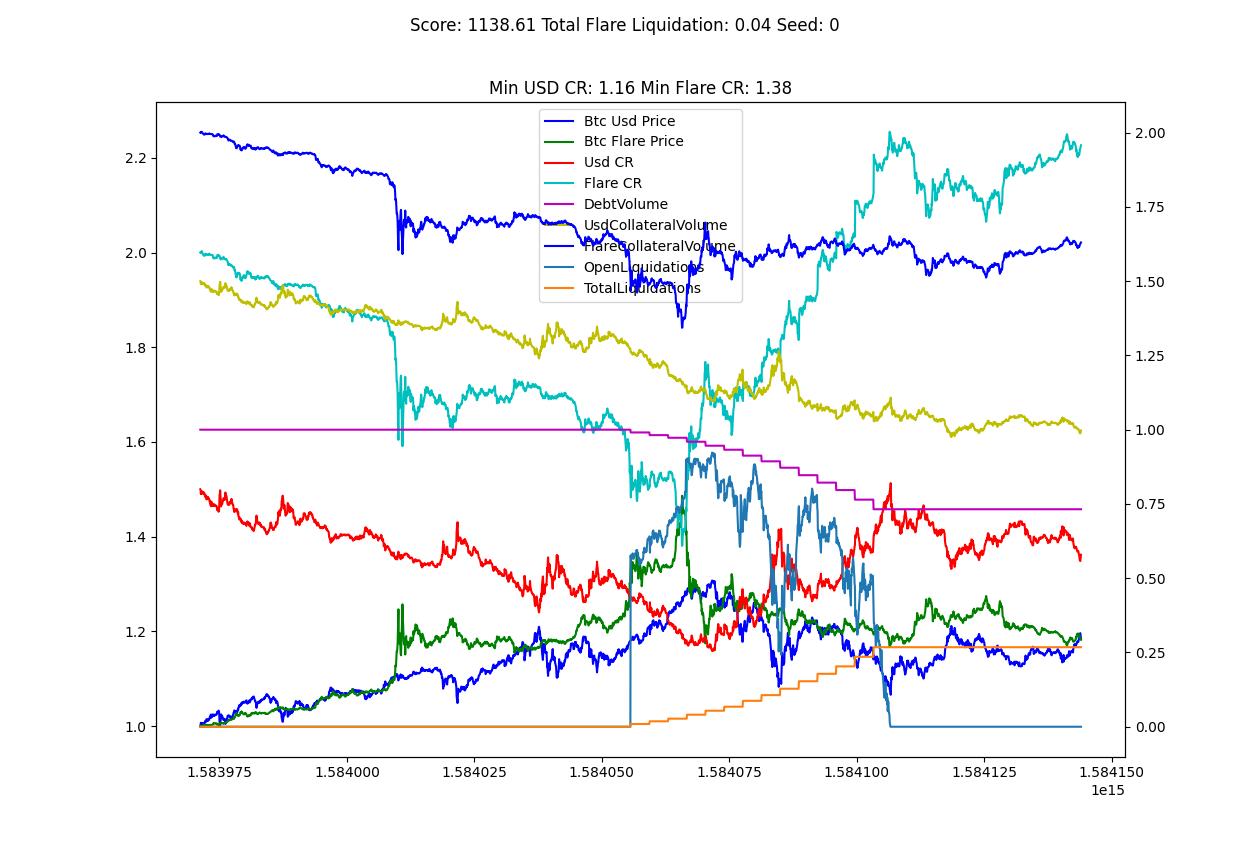 Score: 1138.61 Total Flare Liquidation: 0.04 Seed: 0
Min USD CR: 1.16 Min Flare CR: 1.38
Btc Usd Price
Btc Flare Price
Usd CR
Flare CR
DebtVolume
UsdCollateralVolume
FlareCollateralVolume
OpenLiquidations
TotalLiquidations
2.2
2.0
1.8
1.6
1.4
1.2
1.0
2.00
1.75
1.50
1.25
1.00
0.75
0.50
0.25
0.00
1.583975 1.584000 1.584025 1.584050 1.584075 1.584100 1.584125 1.584150
1e15